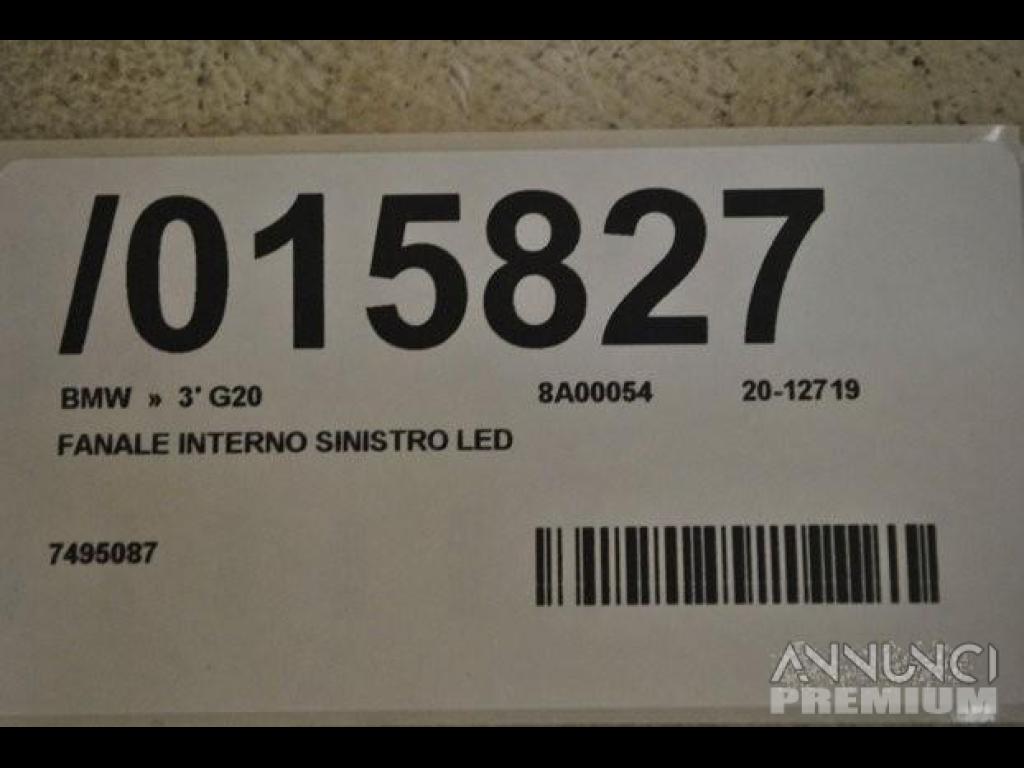 /015827
BMW » 3' G20 8A00054 20-12719
FANALE INTERNO SINISTRO LED
7495087
ANNUNCI
PREMIUM